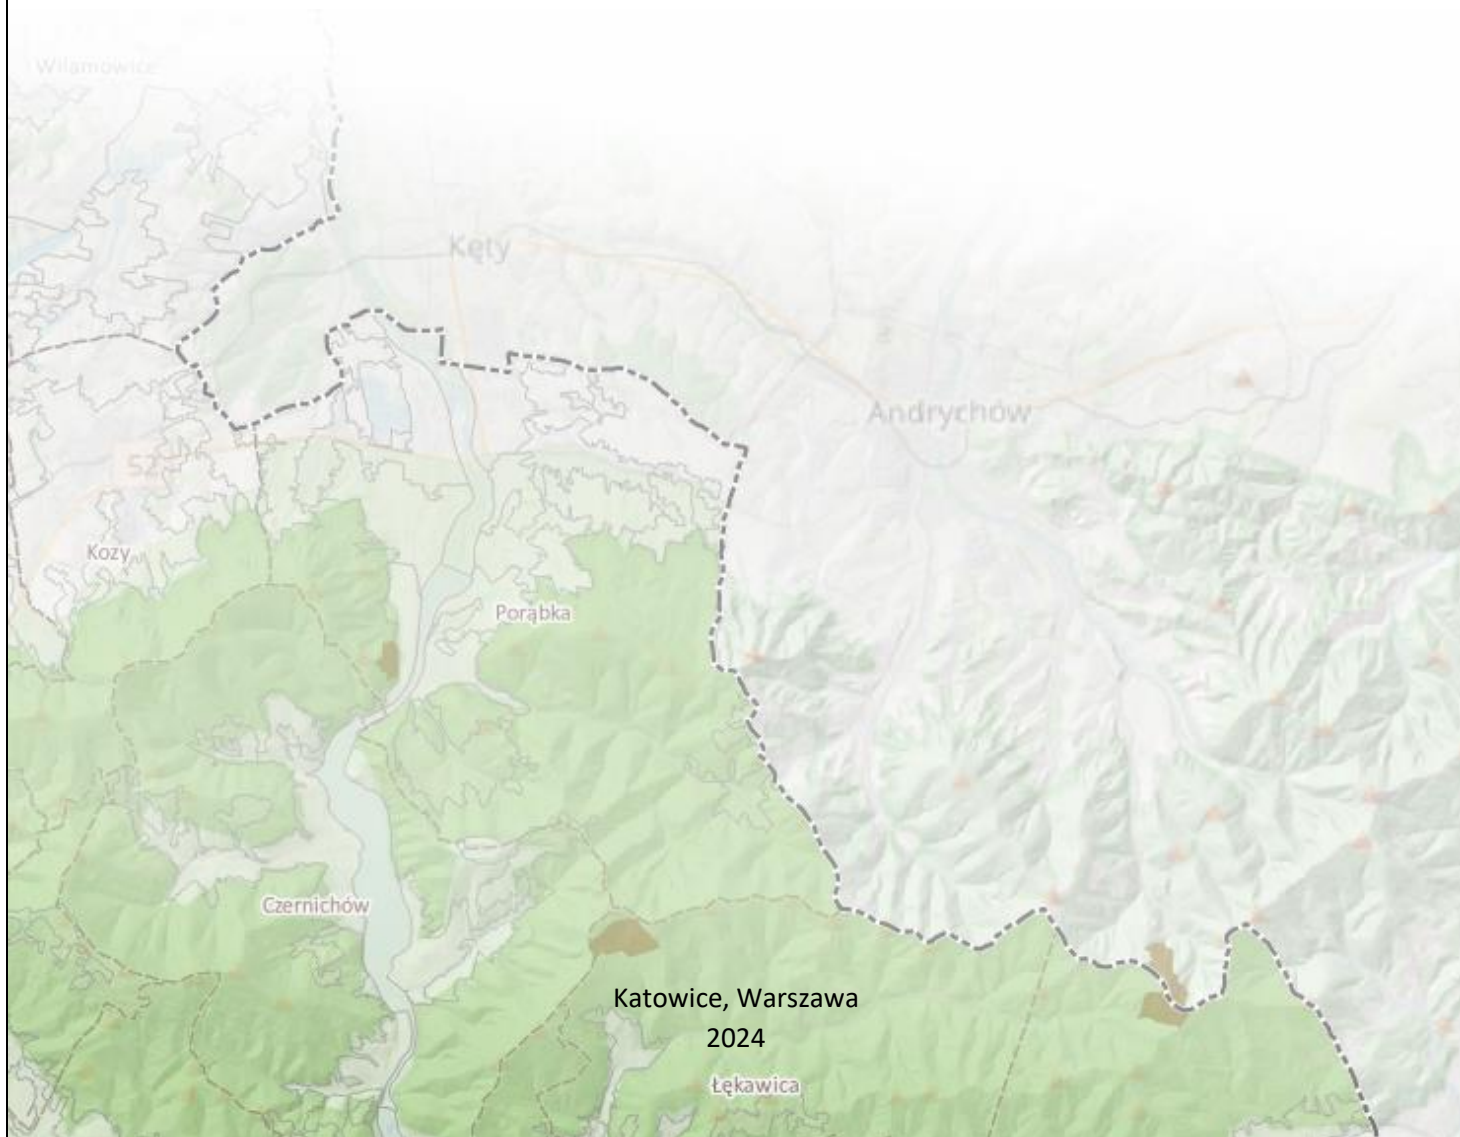 Wilamowice
Kęty
Andrychów
S2
Kozy
Porąbka
Czernichów
Katowice, Warszawa
2024
Łękawica